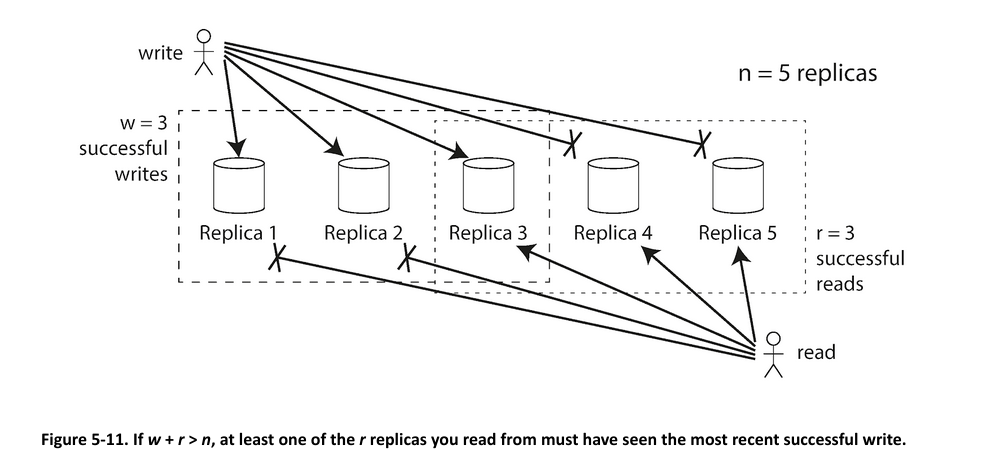 write
n = 5 replicas
w = 3
successful
writes
Replica 1
Replica 2
Replica 3
Replica 4
Replica 5
r = 3
successful
reads
read
Figure 5-11. If w + r > n, at least one of the r replicas you read from must have seen the most recent successful write.